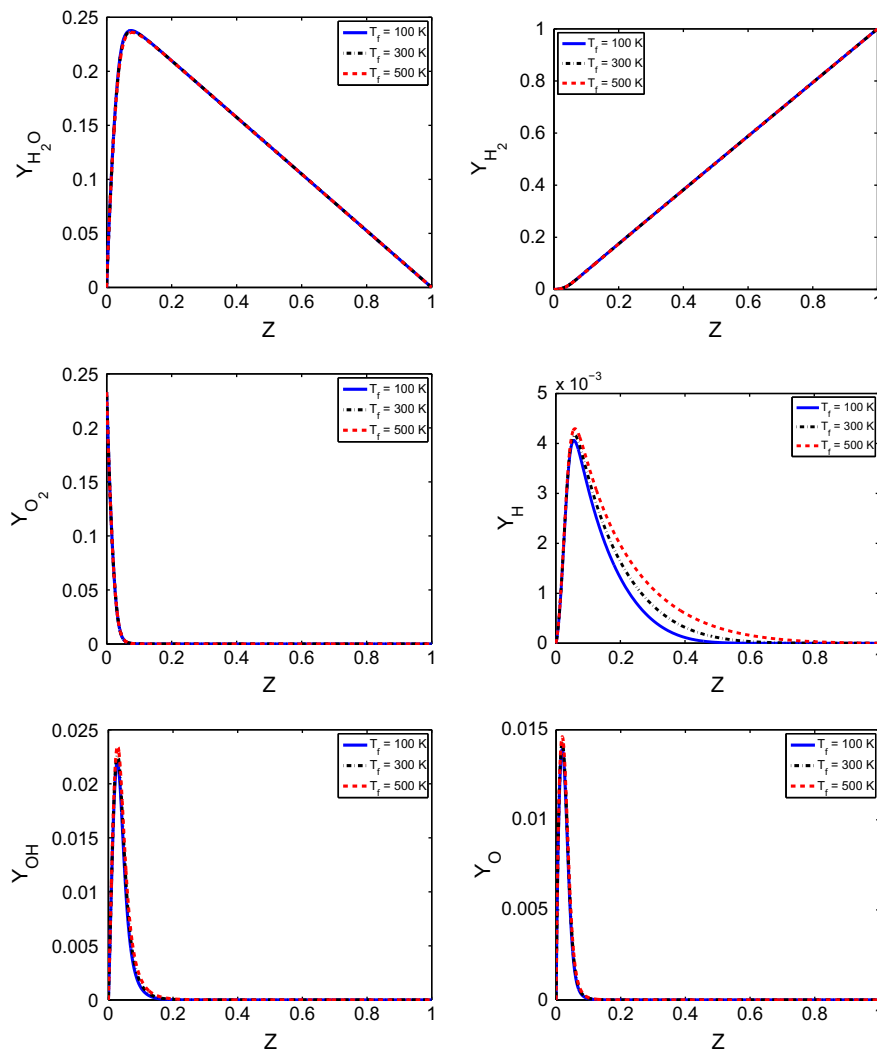 0.25
0.2
0.15
0.1
0.05
0
0 0.2 0.4 0.6 0.8 1
Z
Y_H₂O
T_f = 100 K
T_f = 300 K
T_f = 500 K
1
0.8
0.6
0.4
0.2
0
0 0.2 0.4 0.6 0.8 1
Z
Y_H₂
T_f = 100 K
T_f = 300 K
T_f = 500 K
0.25
0.2
0.15
0.1
0.05
0
0 0.2 0.4 0.6 0.8 1
Z
Y_O₂
T_f = 100 K
T_f = 300 K
T_f = 500 K
x 10⁻³
5
4
3
2
1
0
0 0.2 0.4 0.6 0.8 1
Z
Y_H
T_f = 100 K
T_f = 300 K
T_f = 500 K
0.025
0.02
0.015
0.01
0.005
0
0 0.2 0.4 0.6 0.8 1
Z
Y_OH
T_f = 100 K
T_f = 300 K
T_f = 500 K
0.015
0.01
0.005
0
0 0.2 0.4 0.6 0.8 1
Z
Y_O
T_f = 100 K
T_f = 300 K
T_f = 500 K